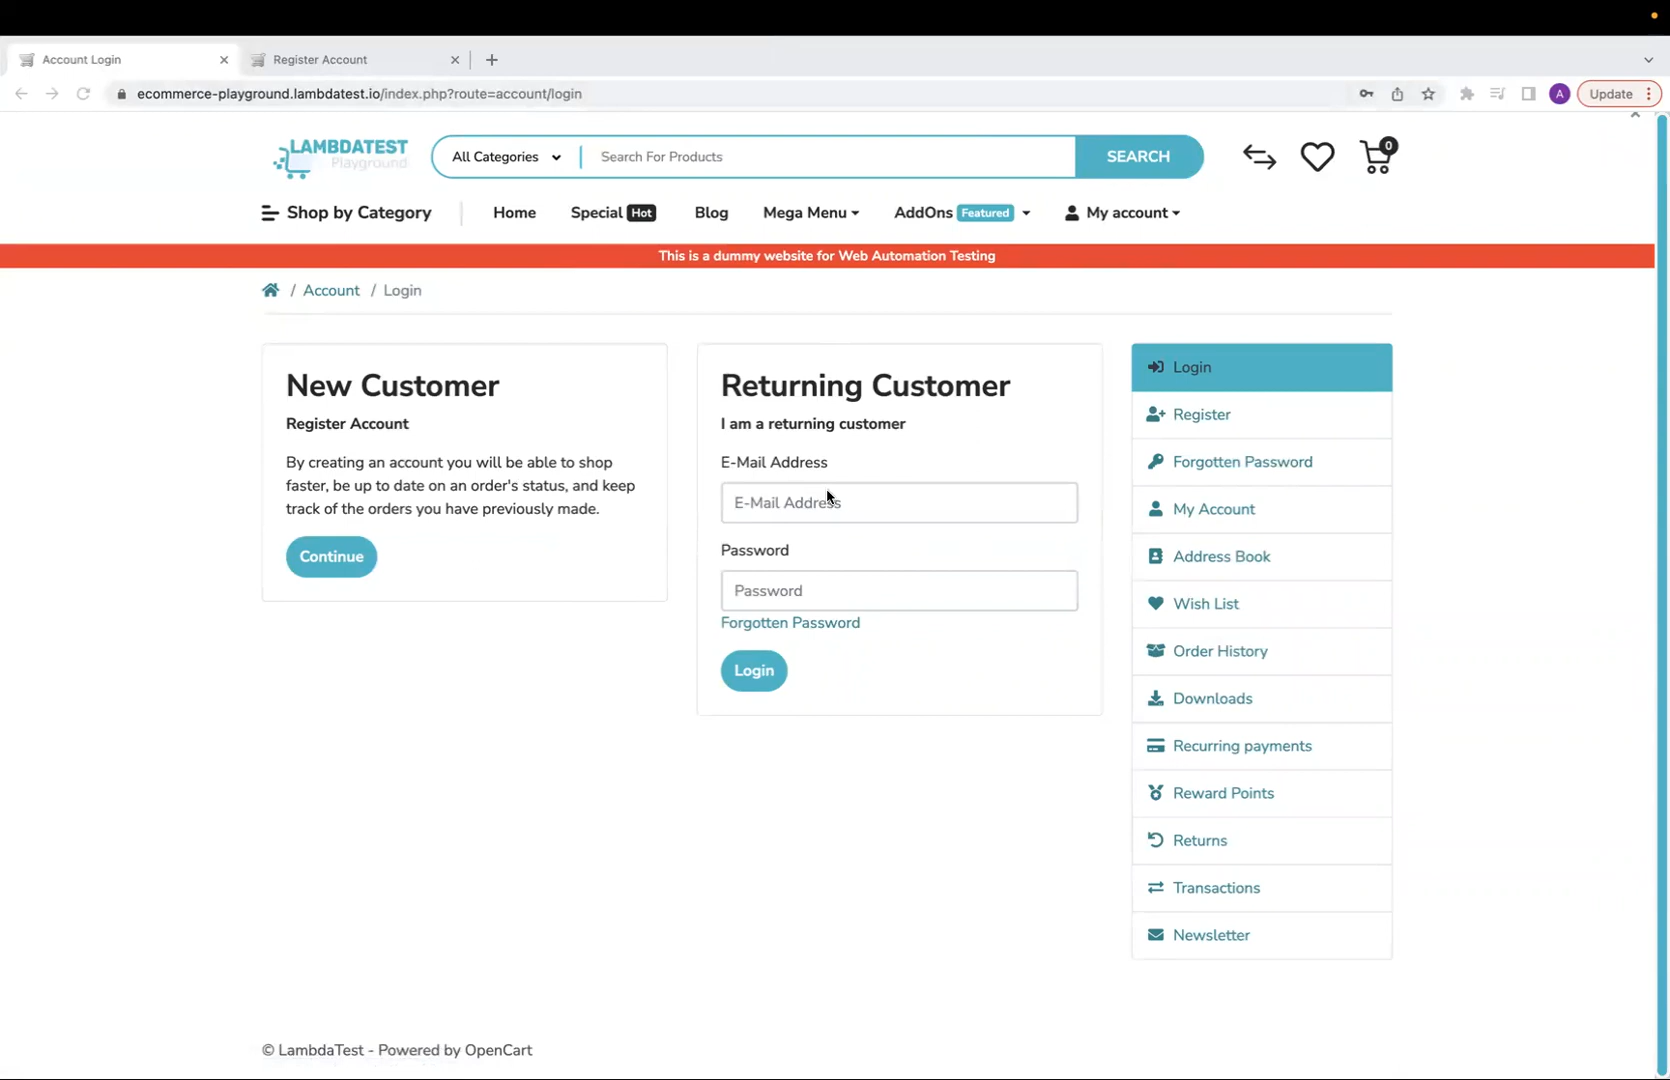 Account Login
Register Account
ecommerce-playground.lambdatest.io/index.php?route=account/login
A
Update
LAMBDATEST
Playground
All Categories
Search For Products
SEARCH
0
Shop by Category
Home
Special Hot
Blog
Mega Menu
AddOns Featured
My account
This is a dummy website for Web Automation Testing
/ Account / Login
New Customer
Register Account
By creating an account you will be able to shop
faster, be up to date on an order's status, and keep
track of the orders you have previously made.
Continue
Returning Customer
I am a returning customer
E-Mail Address
E-Mail Address
Password
Password
Forgotten Password
Login
Login
Register
Forgotten Password
My Account
Address Book
Wish List
Order History
Downloads
Recurring payments
Reward Points
Returns
Transactions
Newsletter
© LambdaTest - Powered by OpenCart